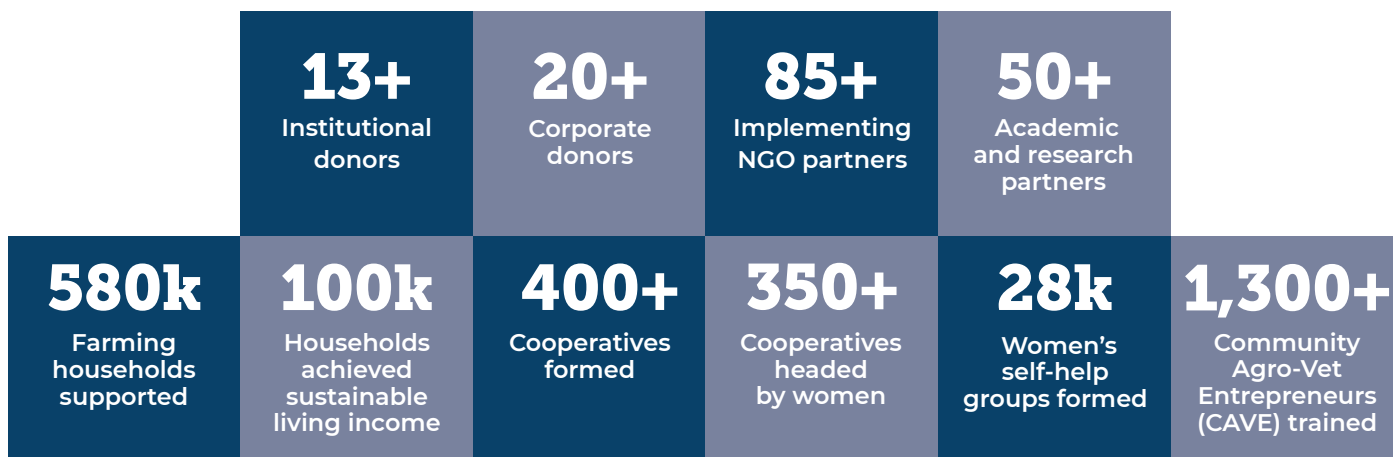 13+
Institutional
donors
20+
Corporate
donors
85+
Implementing
NGO partners
50+
Academic
and research
partners
580k
Farming
households
supported
100k
Households
achieved
sustainable
living income
400+
Cooperatives
formed
350+
Cooperatives
headed
by women
28k
Women’s
self-help
groups formed
1,300+
Community
Agro-Vet
Entrepreneurs
(CAVE) trained